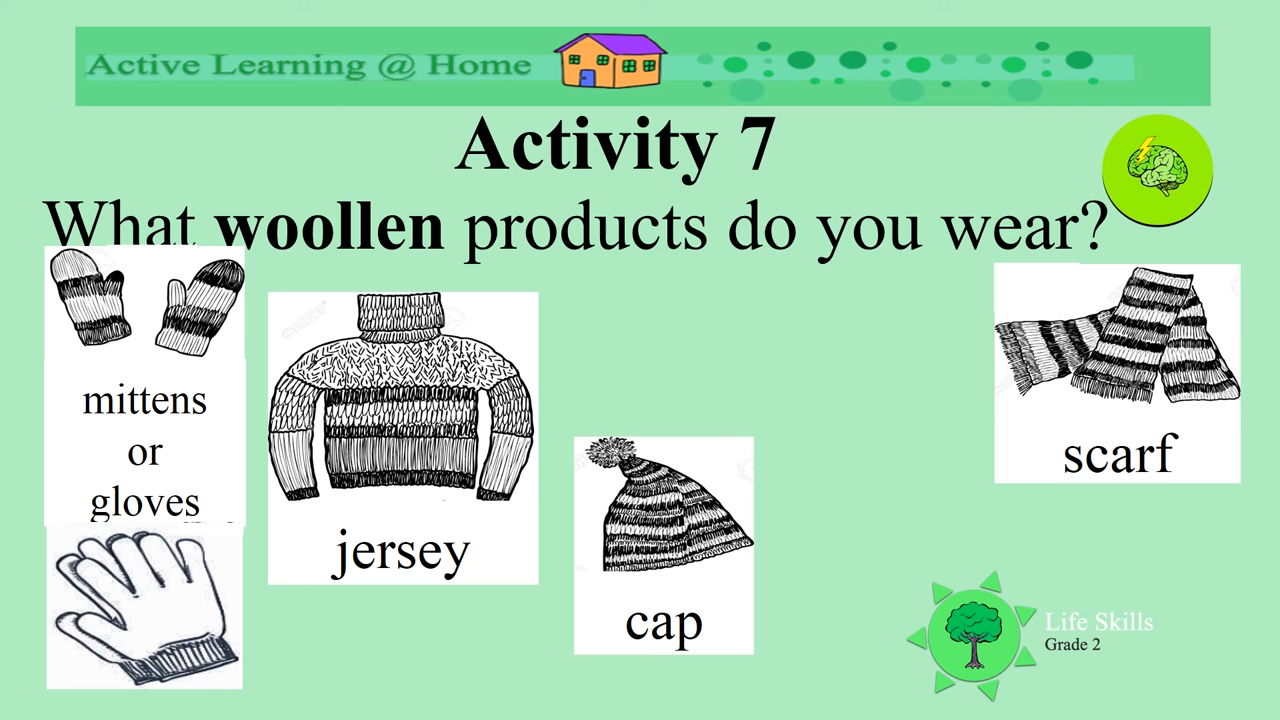 Active Learning @ Home
Activity 7
What woollen products do you wear?
mittens
or
gloves
jersey
cap
scarf
Life Skills
Grade 2